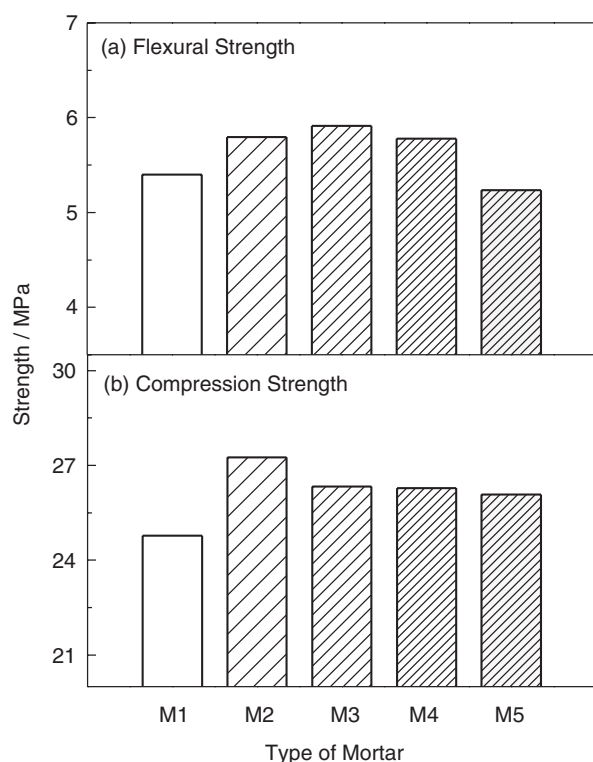 7
(a) Flexural Strength
6
5
4
Strength / MPa
30
(b) Compression Strength
27
24
21
M1 M2 M3 M4 M5
Type of Mortar